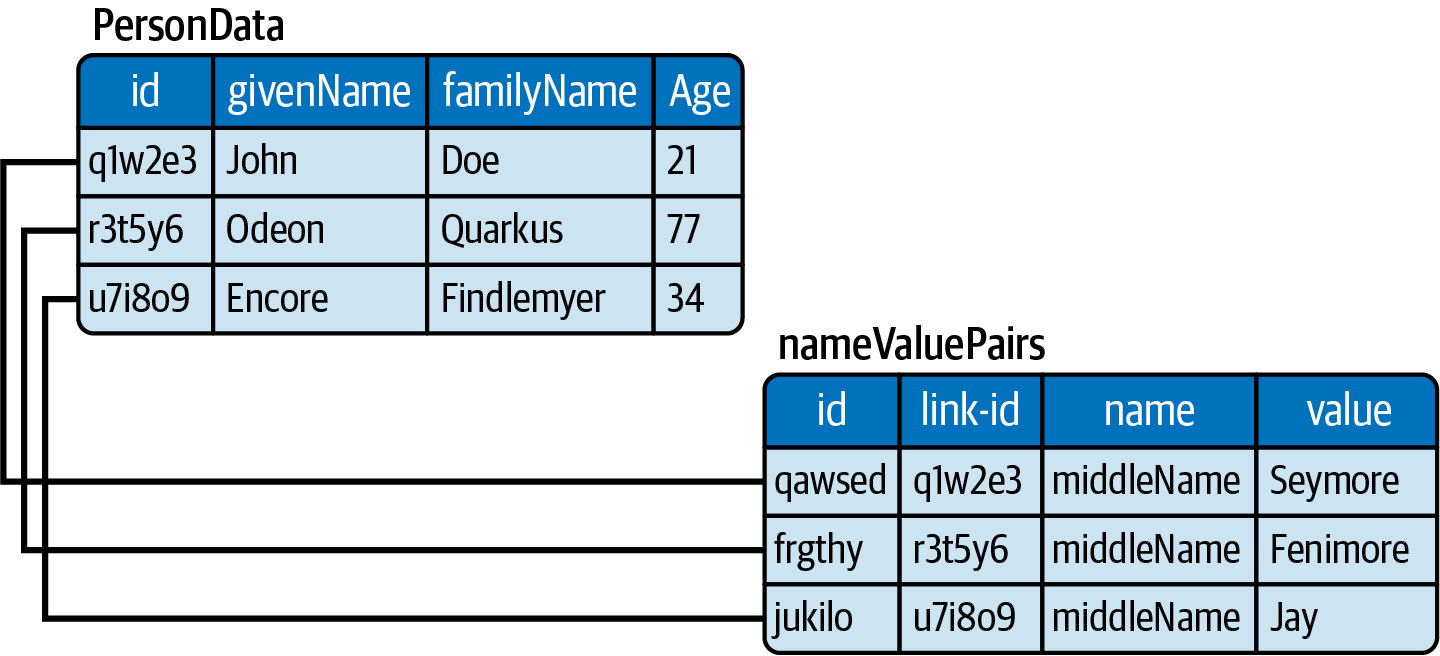 PersonData
id givenName familyName Age
q1w2e3 John Doe 21
r3t5y6 Odeon Quarkus 77
u7i8o9 Encore Findlemyer 34
nameValuePairs
id link-id name value
qawsed q1w2e3 middleName Seymore
frgthy r3t5y6 middleName Fenimore
jukilo u7i8o9 middleName Jay